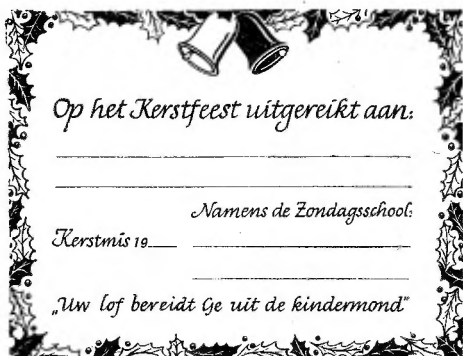 Op het Kerstfeest uitgereikt aan:
Namens de Zondagsschool:
Kerstmis 19
„Uw lof bereidt Ge uit de kindermond"